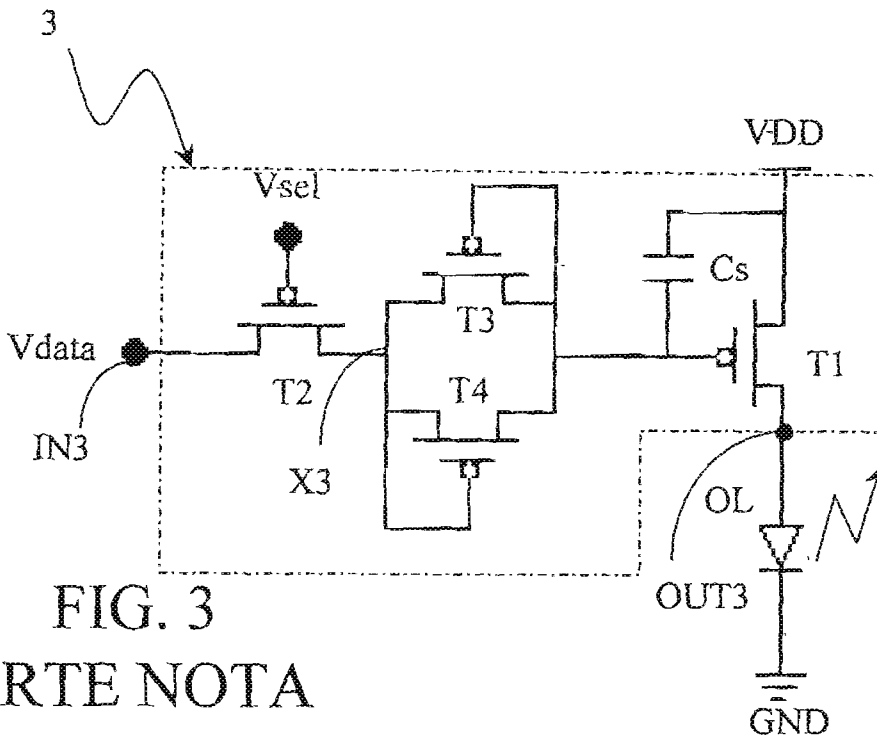 3
VDD
Vsel
Cs
T3
Vdata
T1
T2
T4
IN3
X3
OL
OUT3
FIG. 3
RTE NOTA
GND